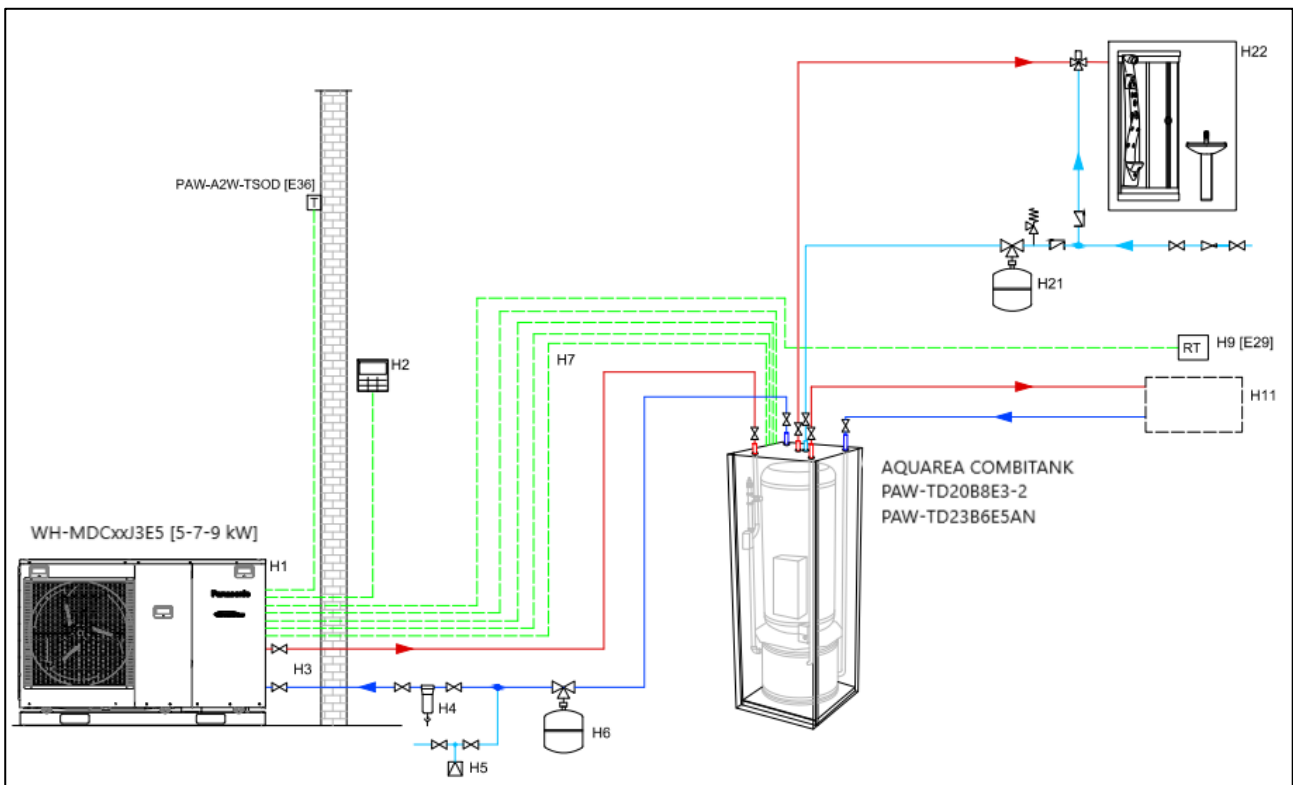 H22
PAW-A2W-TSOD [E36]
T
H21
H7
H2
RT
H9 [E29]
H11
AQUAREA COMBITANK
PAW-TD20B8E3-2
PAW-TD23B6E5AN
WH-MDCxxJ3E5 [5-7-9 kW]
H1
Panasonic
H3
H4
H6
H5